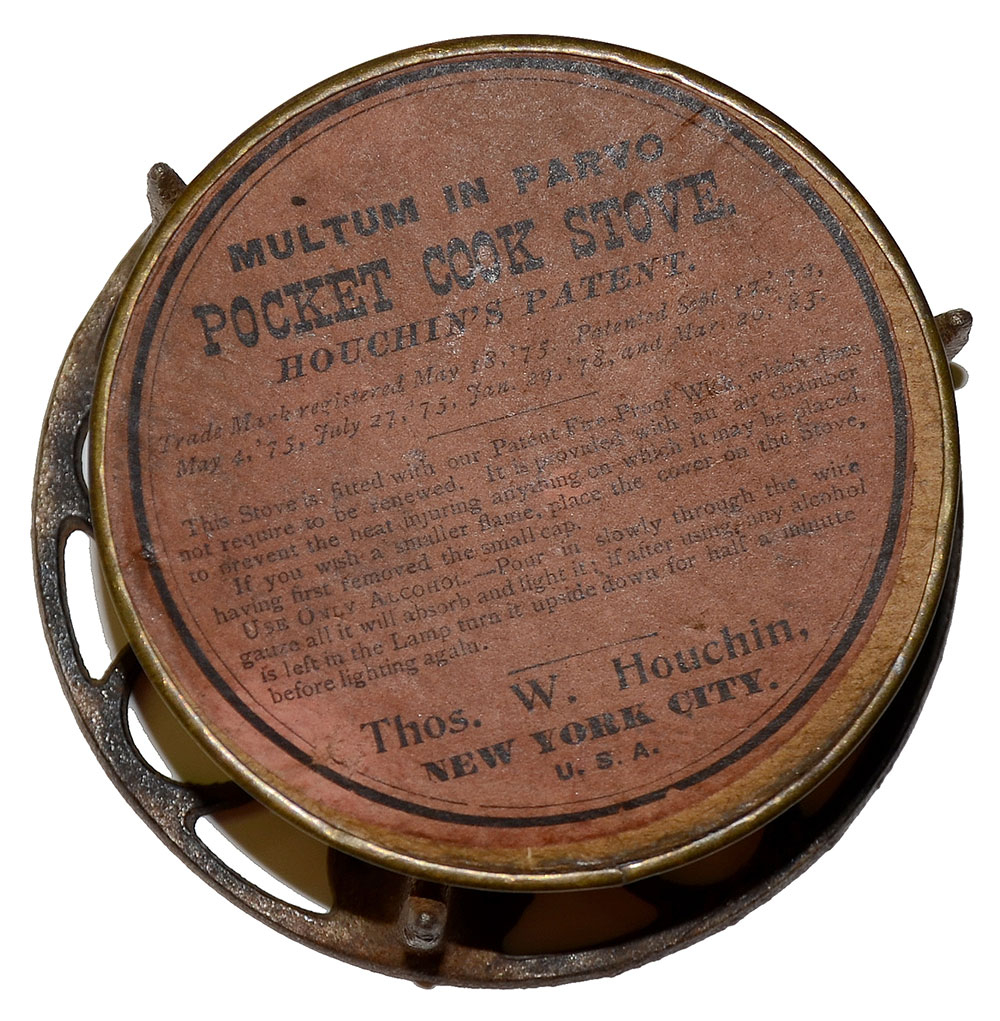 MULTUM IN PARVO
POCKET COOK STOVE.
HOUCHIN'S PATENT.
Trade Mark registered May 18, '75. Patented Sept. 17,
May 4, '75, July 27, '75, Jan. 29, '78, and Mar. 20, '83.
This Stove is fitted with our Patent Fire-Proof Wick, which does
not require to be renewed. It is provided with an air chamber
to prevent the heat injuring anything on which it may be placed.
If you wish a smaller flame, place the cover on the Stove,
having first removed the small cap.
USE ONLY ALCOHOL.—Pour in slowly through the wire
gauze all it will absorb and light it; if after using, any alcohol
is left in the Lamp turn it upside down for half a minute
before lighting again.
Thos. W. Houchin,
NEW YORK CITY.
U. S. A.